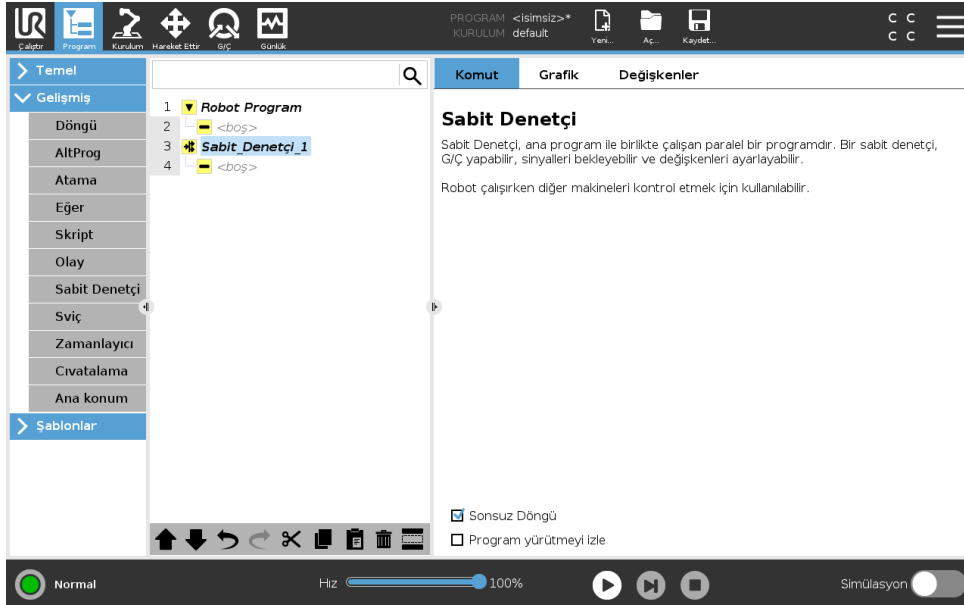 Çalıştır
Program
Kurulum
Hareket Ettir
G/Ç
Günlük
PROGRAM <isimsiz>*
KURULUM default
Yeni...
Aç...
Kaydet...
C C
C C
Temel
Gelişmiş
Döngü
AltProg
Atama
Eğer
Skript
Olay
Sabit Denetçi
Sviç
Zamanlayıcı
Cıvatalama
Ana konum
Şablonlar
1 Robot Program
2 <boş>
3 Sabit_Denetçi_1
4 <boş>
Komut Grafik Değişkenler
Sabit Denetçi
Sabit Denetçi, ana program ile birlikte çalışan paralel bir programdır. Bir sabit denetçi,
G/Ç yapabilir, sinyalleri bekleyebilir ve değişkenleri ayarlayabilir.
Robot çalışırken diğer makineleri kontrol etmek için kullanılabilir.
Sonsuz Döngü
Program yürütmeyi izle
Normal
Hız 100%
Simülasyon